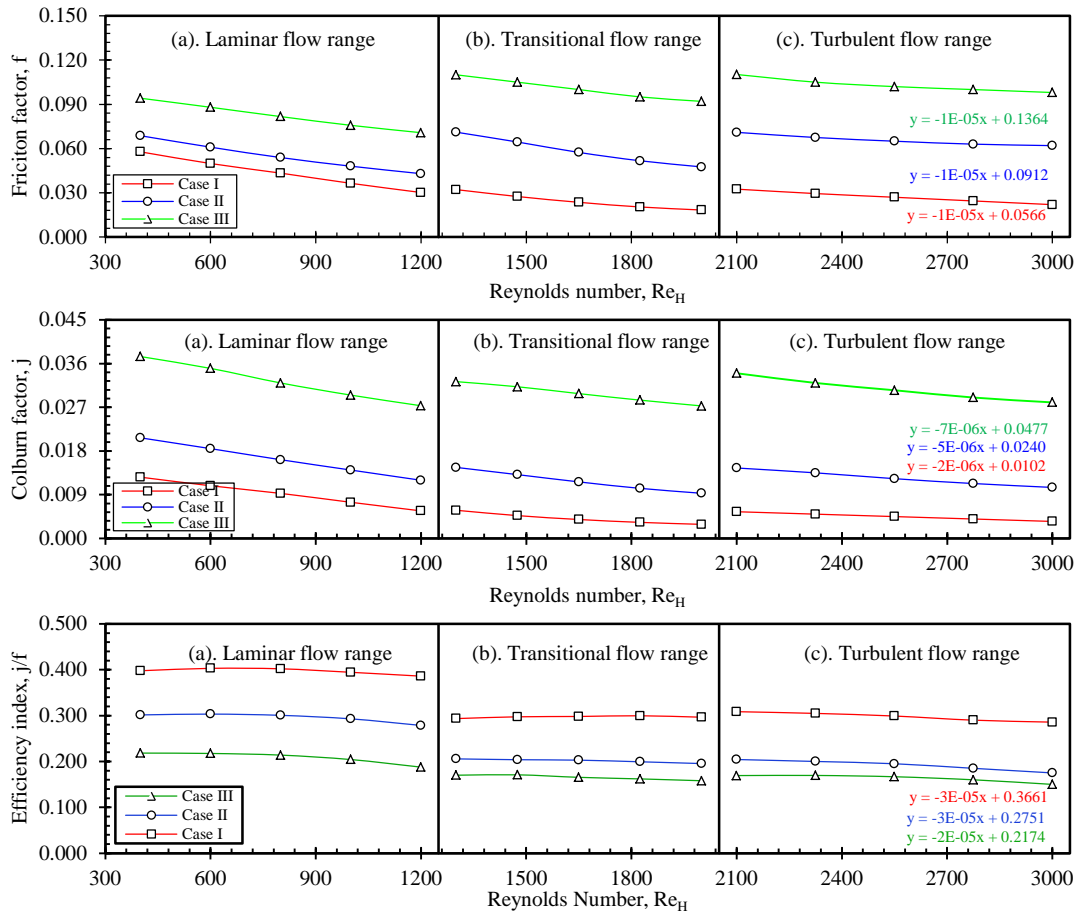 0.150
0.120
0.090
0.060
0.030
0.000
Friciton factor, f
(a). Laminar flow range
(b). Transitional flow range
(c). Turbulent flow range
y = -1E-05x + 0.1364
y = -1E-05x + 0.0912
y = -1E-05x + 0.0566
Case I
Case II
Case III
300 600 900 1200 1500 1800 2100 2400 2700 3000
Reynolds number, ReH
0.045
0.036
0.027
0.018
0.009
0.000
Colburn factor, j
(a). Laminar flow range
(b). Transitional flow range
(c). Turbulent flow range
y = -7E-06x + 0.0477
y = -5E-06x + 0.0240
y = -2E-06x + 0.0102
Case I
Case II
Case III
300 600 900 1200 1500 1800 2100 2400 2700 3000
Reynolds number, ReH
0.500
0.400
0.300
0.200
0.100
0.000
Efficiency index, j/f
(a). Laminar flow range
(b). Transitional flow range
(c). Turbulent flow range
y = -3E-05x + 0.3661
y = -3E-05x + 0.2751
y = -2E-05x + 0.2174
Case III
Case II
Case I
300 600 900 1200 1500 1800 2100 2400 2700 3000
Reynolds Number, ReH